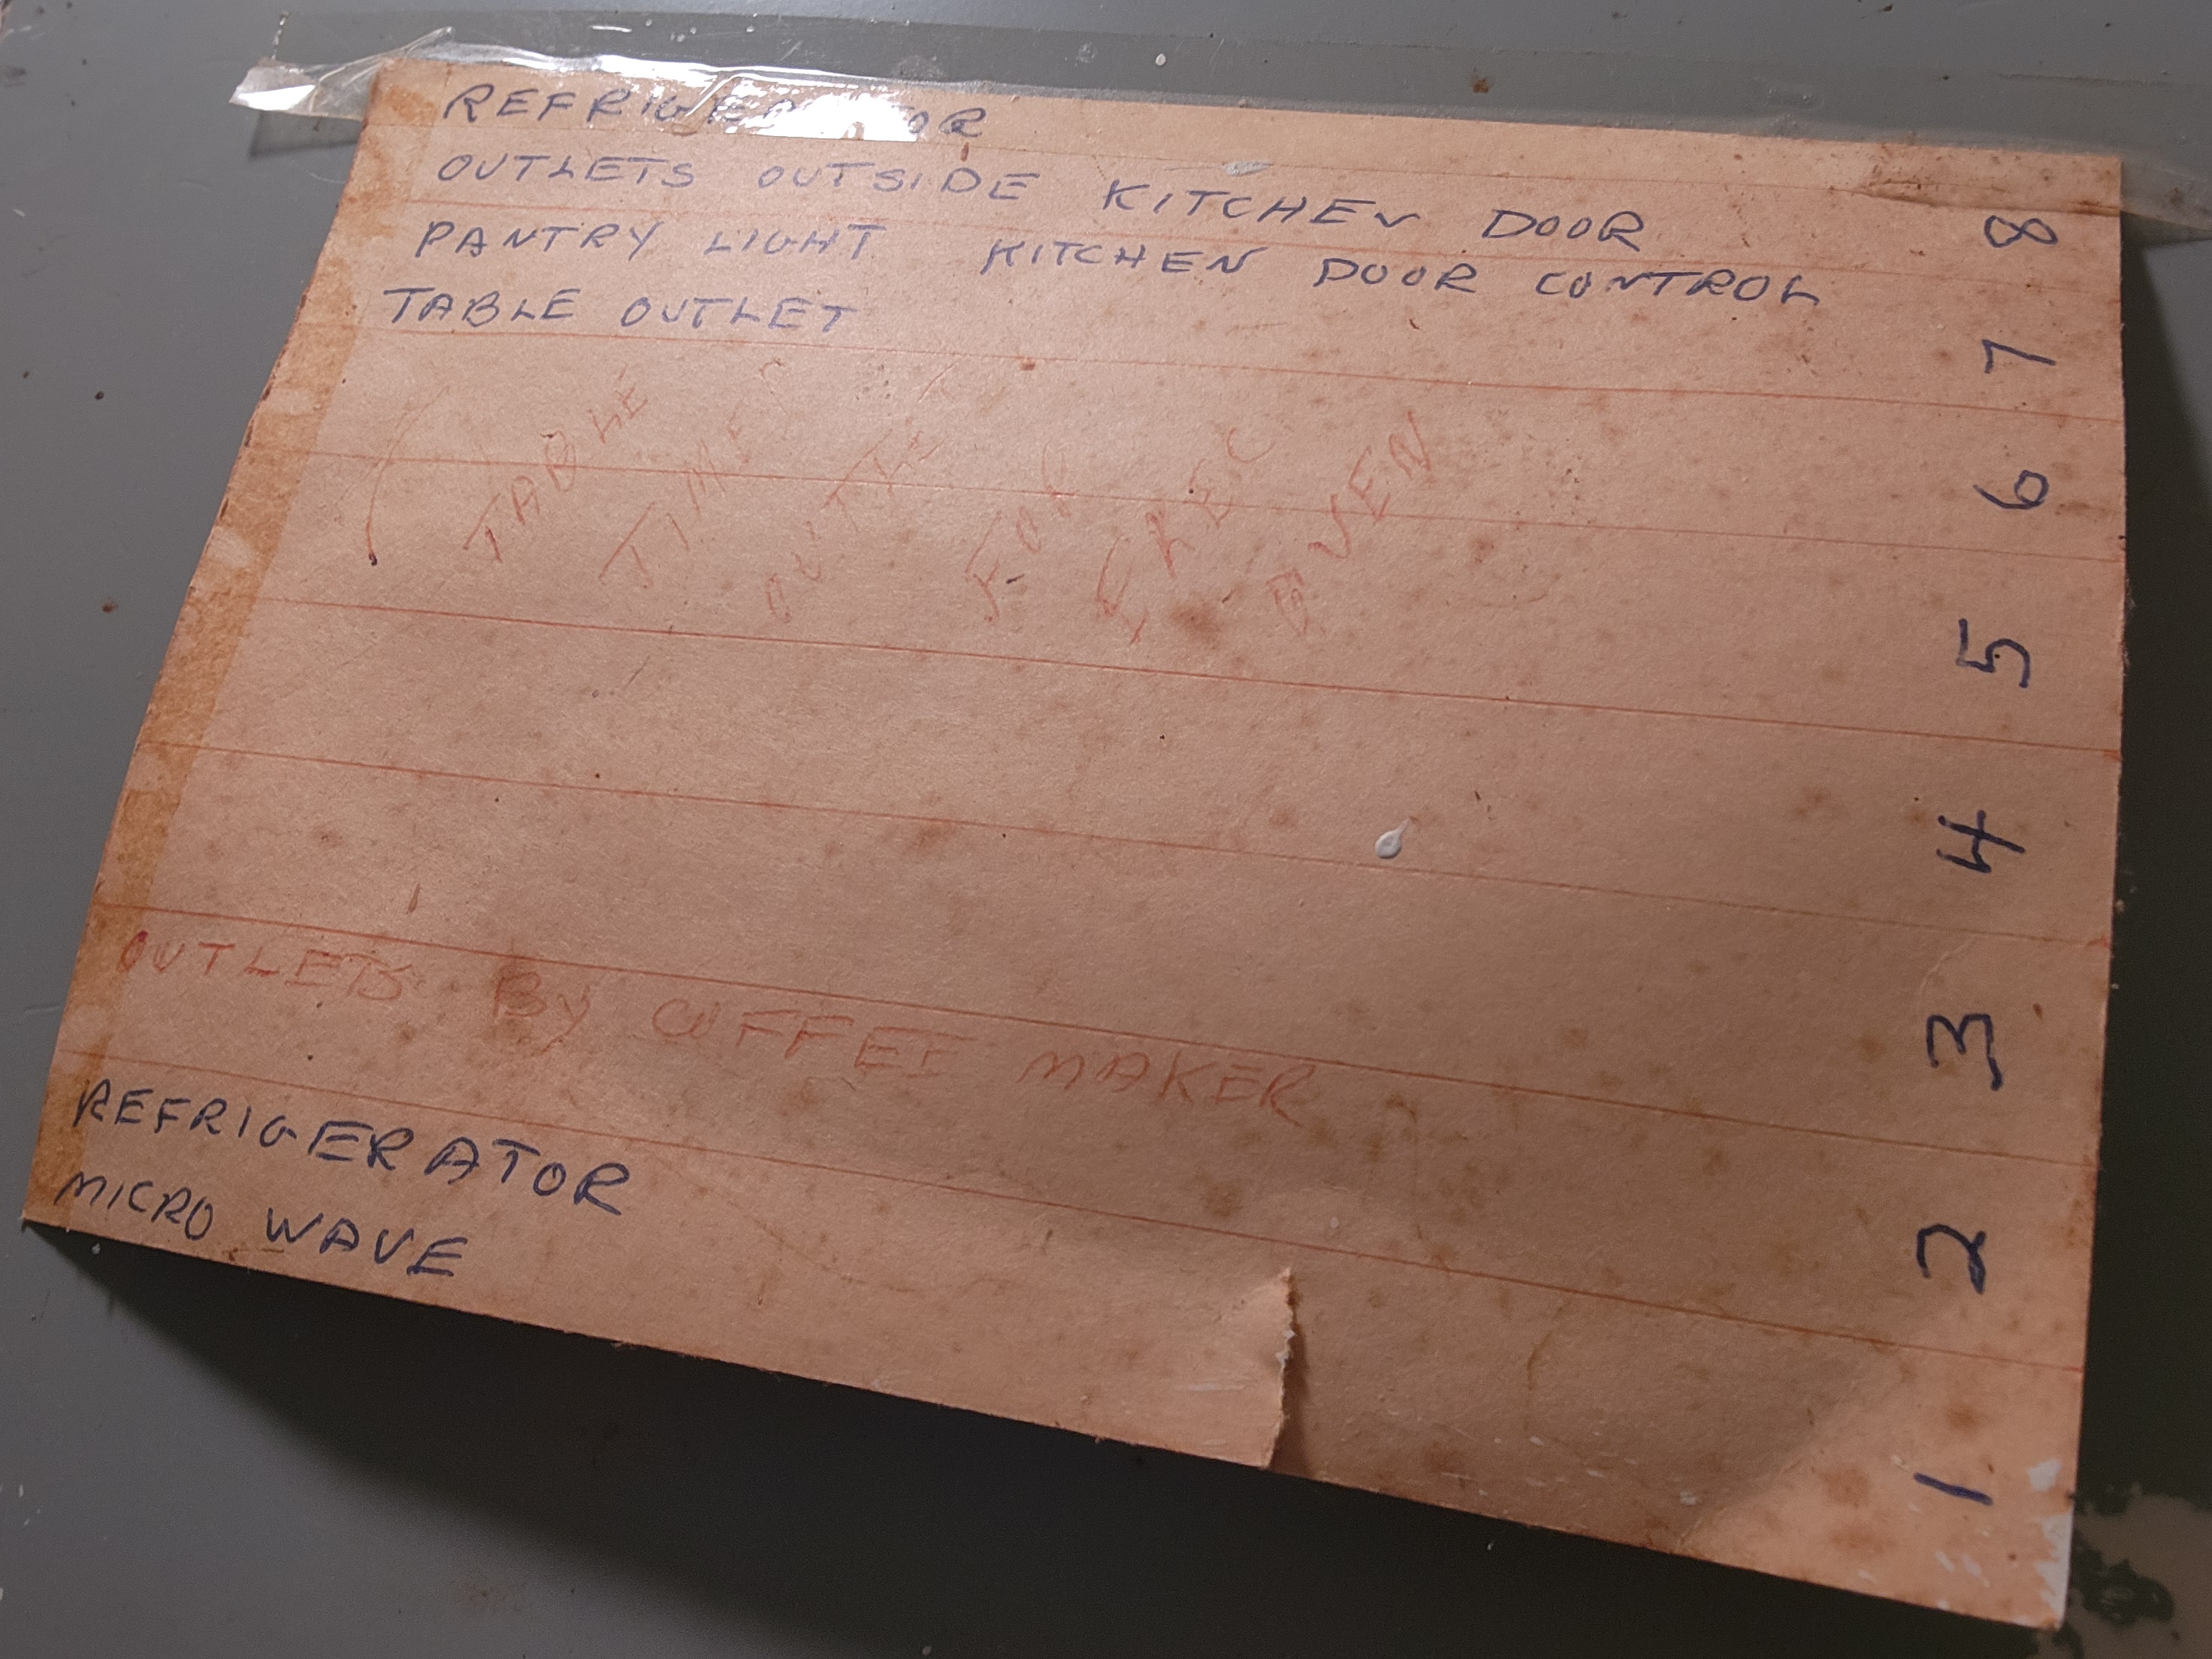 REFRIGERATOR
OUTLETS OUTSIDE KITCHEN DOOR 8
PANTRY LIGHT KITCHEN DOOR CONTROL
TABLE OUTLET 7
TABLE TIMER OUTLET FOR ELEC OVEN 6
5
4
OUTLETS By COFFEE MAKER 3
REFRIGERATOR 2
MICRO WAVE
1